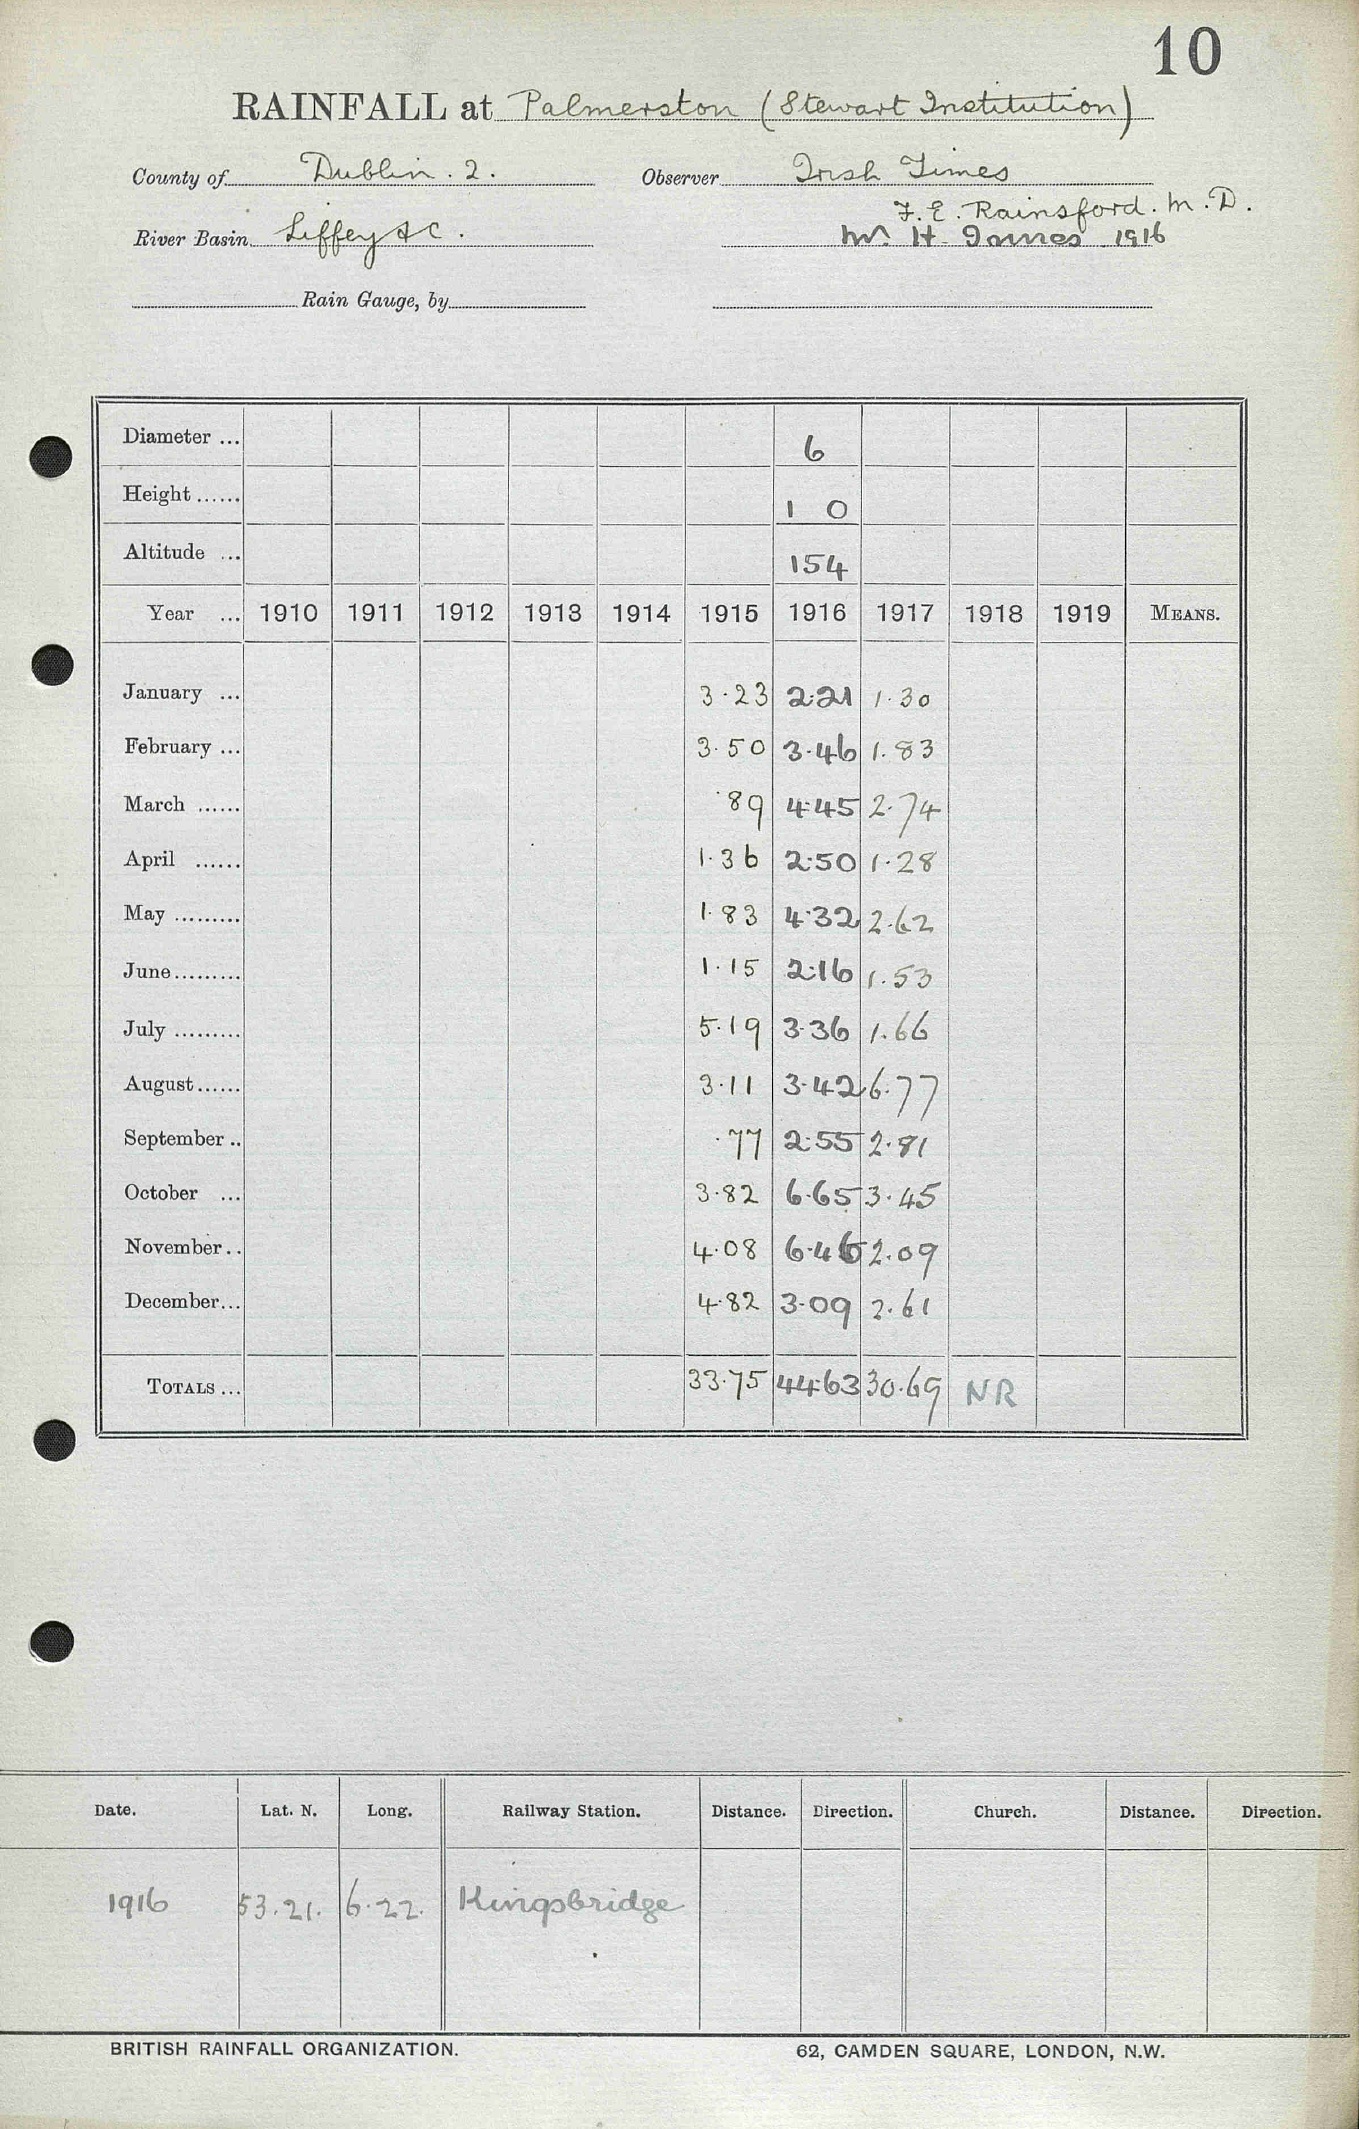 10
RAINFALL at Palmerston (Stewart Institution)
County of Dublin. 2. Observer Irish Times
F. E. Rainsford. M. D.
River Basin Liffey &c. Mr. H. 1916
Rain Gauge, by
Diameter ... 6
Height ...... 1 0
Altitude ... 154
Year ... 1910 1911 1912 1913 1914 1915 1916 1917 1918 1919 MEANS.
January ... 3.23 2.21 1.30
February ... 3.50 3.46 1.83
March ...... .89 4.45 2.74
April ...... 1.36 2.50 1.28
May ......... 1.83 4.32 2.62
June......... 1.15 2.16 1.53
July ......... 5.19 3.36 1.66
August...... 3.11 3.42 6.77
September .. .77 2.55 2.81
October ... 3.82 6.65 3.45
November.. 4.08 6.46 2.09
December... 4.82 3.09 2.61
TOTALS ... 33.75 44.63 30.69 NR
Date. Lat. N. Long. Railway Station. Distance. Direction. Church. Distance. Direction.
1916 53.21. 6.22. Kingsbridge
BRITISH RAINFALL ORGANIZATION. 62, CAMDEN SQUARE, LONDON, N.W.